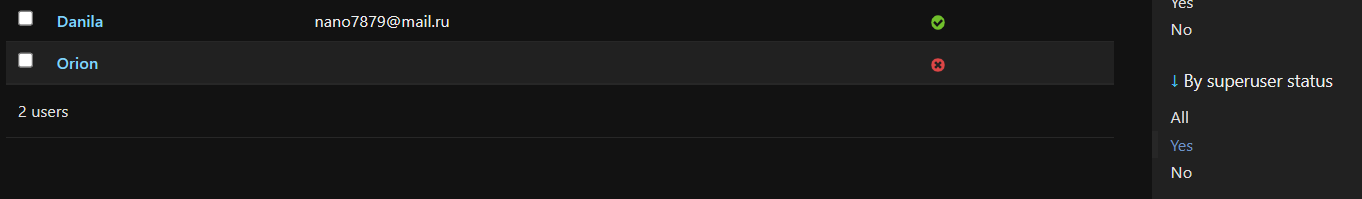 Danila nano7879@mail.ru
Orion
2 users
Yes
No
↓ By superuser status
All
Yes
No